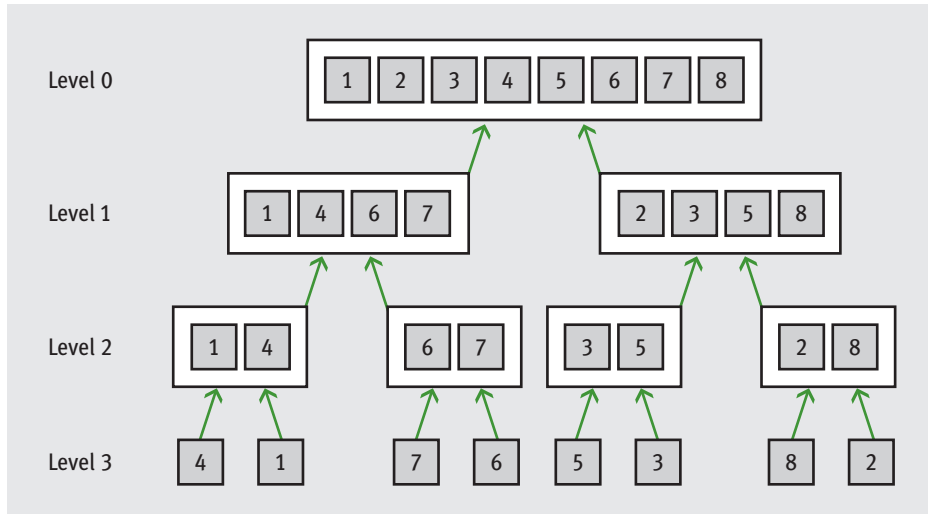 Level 0 1 2 3 4 5 6 7 8
Level 1 1 4 6 7 2 3 5 8
Level 2 1 4 6 7 3 5 2 8
Level 3 4 1 7 6 5 3 8 2